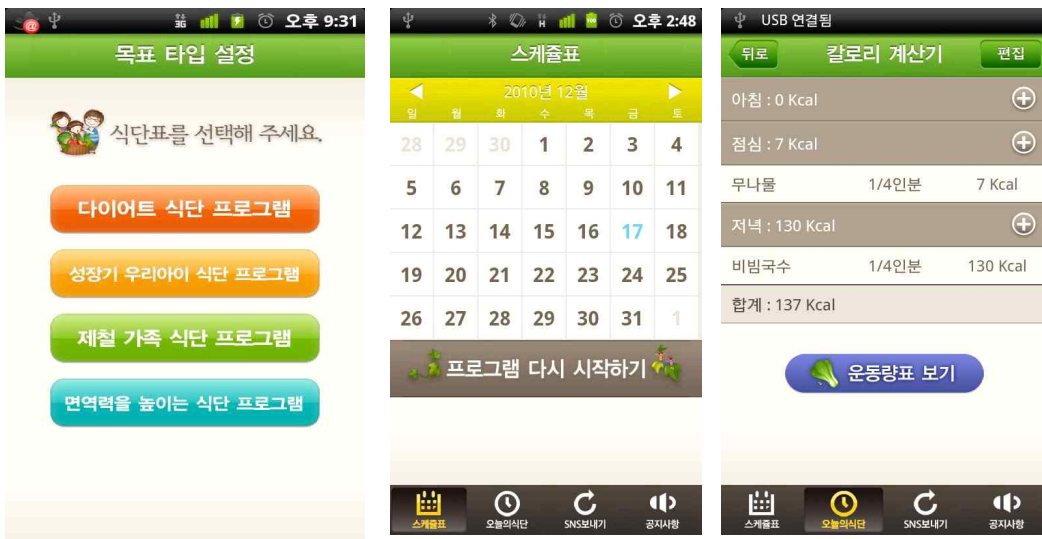 3G 오후 9:31
목표 타입 설정
식단표를 선택해 주세요.
다이어트 식단 프로그램
성장기 우리아이 식단 프로그램
제철 가족 식단 프로그램
면역력을 높이는 식단 프로그램
H 오후 2:48
스케쥴표
2010년 12월
일 월 화 수 목 금 토
28 29 30 1 2 3 4
5 6 7 8 9 10 11
12 13 14 15 16 17 18
19 20 21 22 23 24 25
26 27 28 29 30 31 1
프로그램 다시 시작하기
스케쥴표 오늘의식단 SNS보내기 공지사항
USB 연결됨
뒤로 칼로리 계산기 편집
아침 : 0 Kcal
점심 : 7 Kcal
무나물 1/4인분 7 Kcal
저녁 : 130 Kcal
비빔국수 1/4인분 130 Kcal
합계 : 137 Kcal
운동량표 보기
스케쥴표 오늘의식단 SNS보내기 공지사항